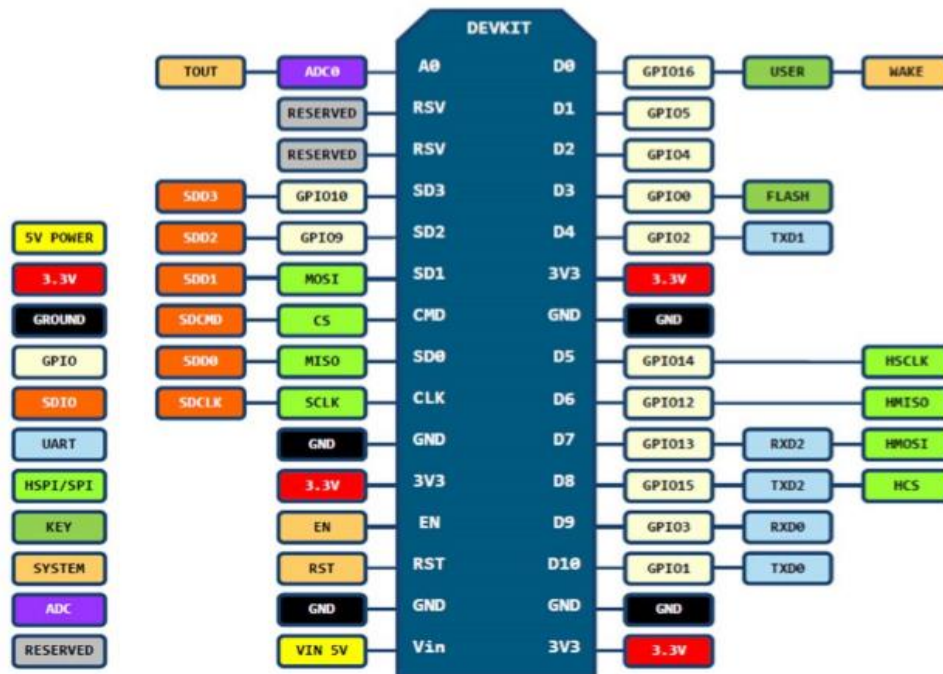 DEVKIT
TOUT ADC0 A0 D0 GPIO16 USER WAKE
RESERVED RSV D1 GPIO5
RESERVED RSV D2 GPIO4
SDD3 GPIO10 SD3 D3 GPIO0 FLASH
5V POWER SDD2 GPIO9 SD2 D4 GPIO2 TXD1
3.3V SDD1 MOSI SD1 3V3 3.3V
GROUND SDCMD CS CMD GND GND
GPIO SDD0 MISO SD0 D5 GPIO14 HSCLK
SDIO SDCLK SCLK CLK D6 GPIO12 HMISO
UART GND GND D7 GPIO13 RXD2 HMOSI
HSPI/SPI 3.3V 3V3 D8 GPIO15 TXD2 HCS
KEY EN EN D9 GPIO3 RXD0
SYSTEM RST RST D10 GPIO1 TXD0
ADC GND GND GND GND
RESERVED VIN 5V Vin 3V3 3.3V